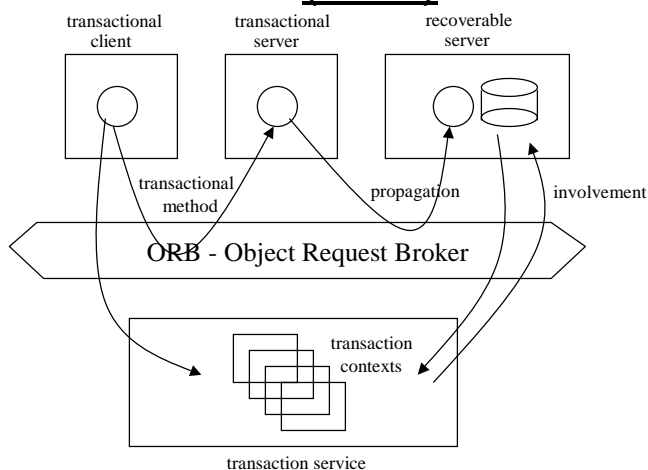 transactional
client
transactional
server
recoverable
server
transactional
method
propagation
involvement
ORB - Object Request Broker
transaction
contexts
transaction service